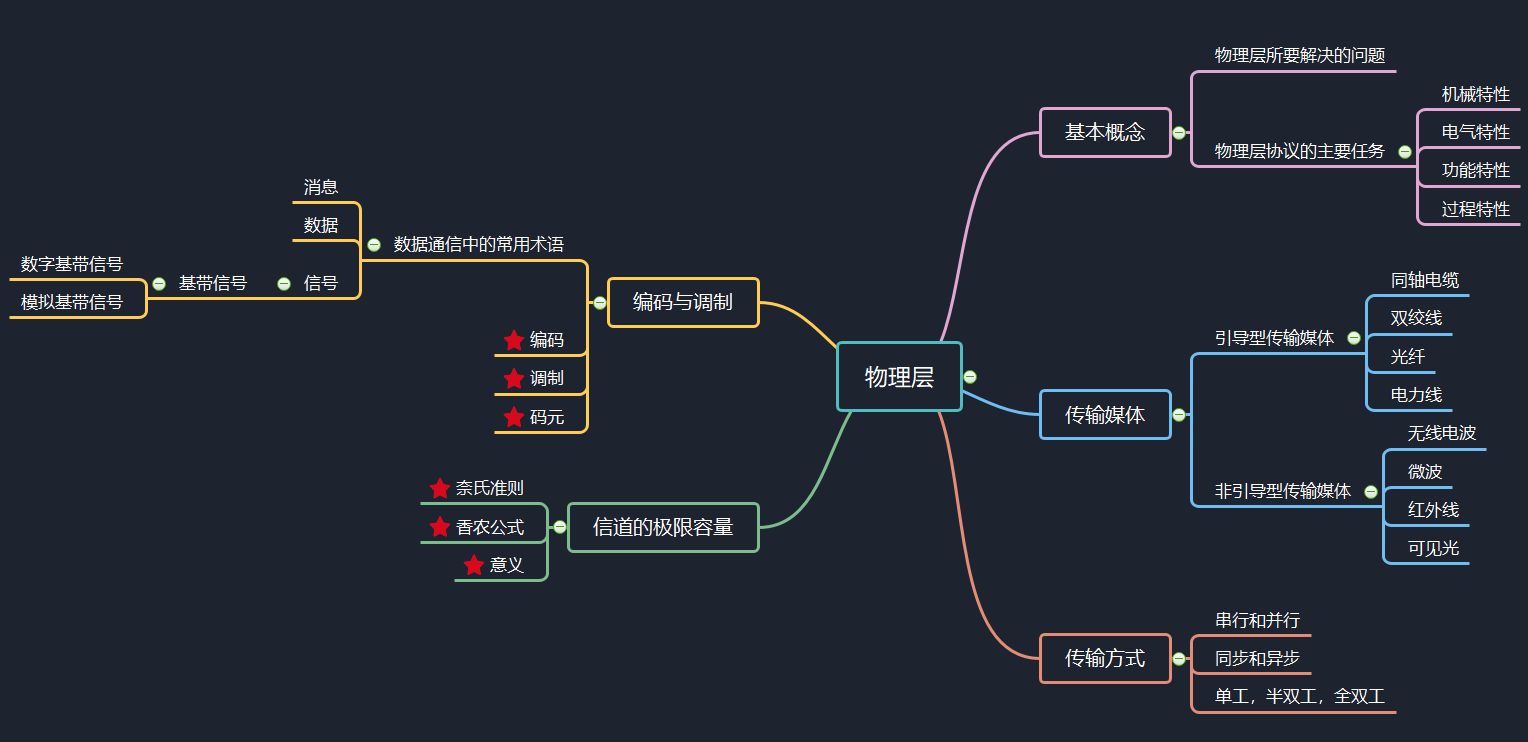 物理层
基本概念
物理层所要解决的问题
物理层协议的主要任务
机械特性
电气特性
功能特性
过程特性
传输媒体
引导型传输媒体
同轴电缆
双绞线
光纤
电力线
非引导型传输媒体
无线电波
微波
红外线
可见光
传输方式
串行和并行
同步和异步
单工，半双工，全双工
编码与调制
数据通信中的常用术语
消息
数据
信号
基带信号
数字基带信号
模拟基带信号
编码
调制
码元
信道的极限容量
奈氏准则
香农公式
意义